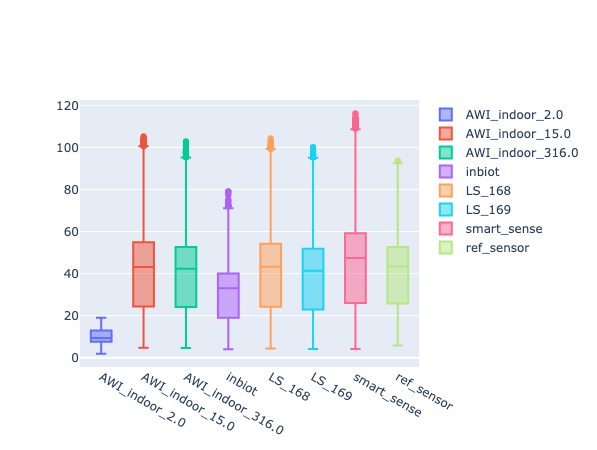 120
100
80
60
40
20
0
AWI_indoor_2.0
AWI_indoor_15.0
AWI_indoor_316.0
inbiot
LS_168
LS_169
smart_sense
ref_sensor
AWI_indoor_2.0
AWI_indoor_15.0
AWI_indoor_316.0
inbiot
LS_168
LS_169
smart_sense
ref_sensor